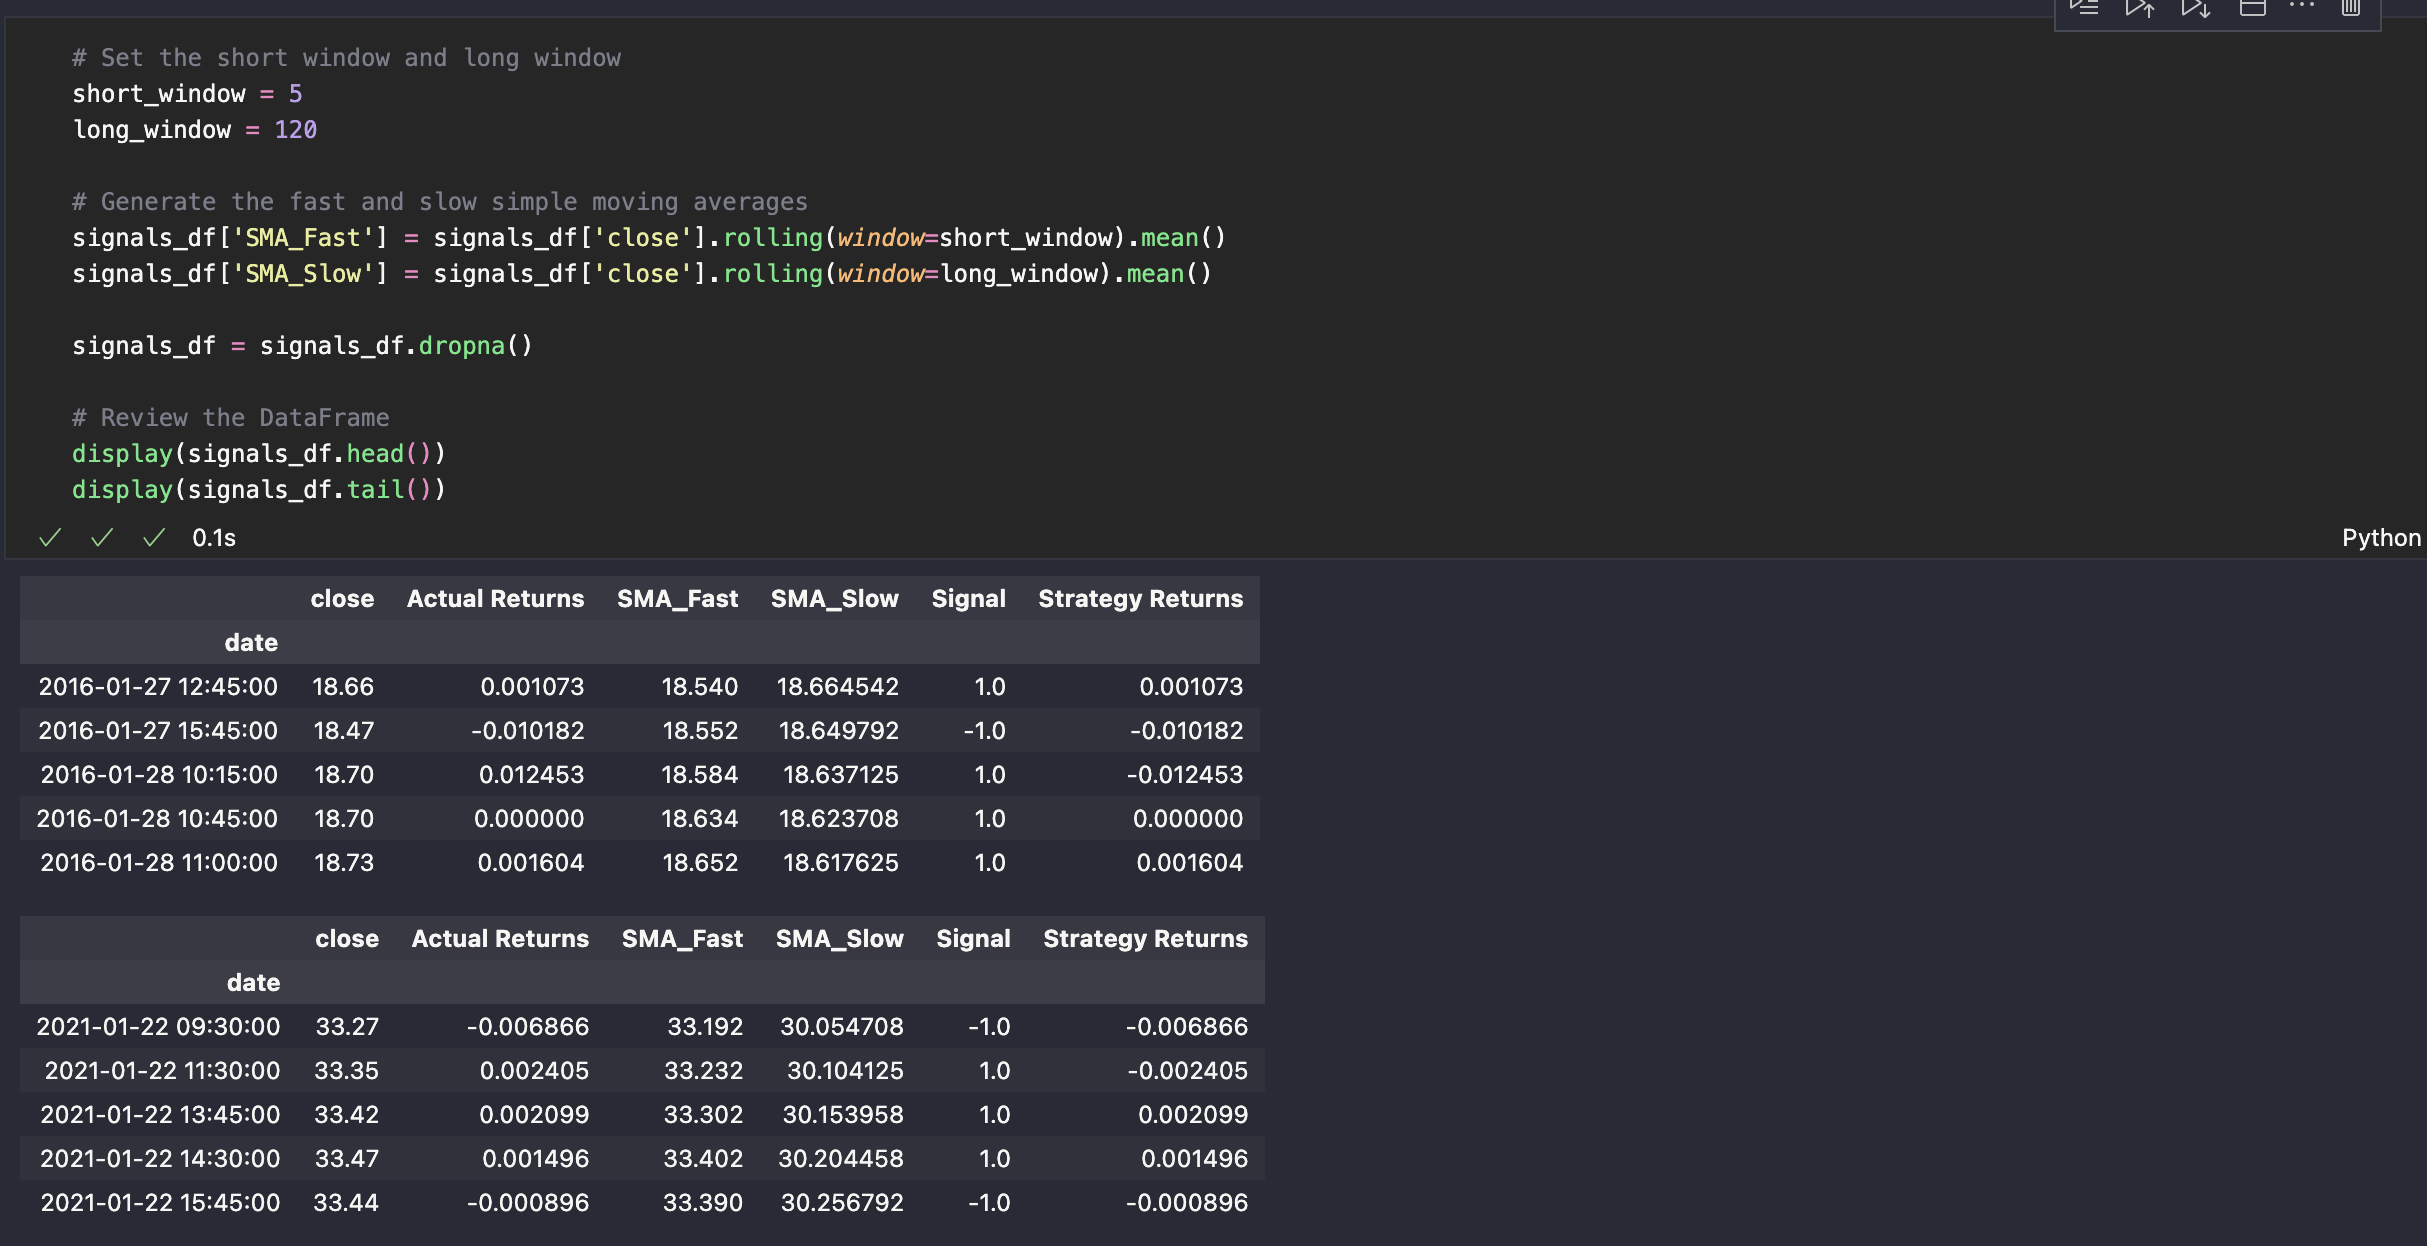 # Set the short window and long window
short_window = 5
long_window = 120
# Generate the fast and slow simple moving averages
signals_df['SMA_Fast'] = signals_df['close'].rolling(window=short_window).mean()
signals_df['SMA_Slow'] = signals_df['close'].rolling(window=long_window).mean()
signals_df = signals_df.dropna()
# Review the DataFrame
display(signals_df.head())
display(signals_df.tail())
0.1s Python
close Actual Returns SMA_Fast SMA_Slow Signal Strategy Returns
date
2016-01-27 12:45:00 18.66 0.001073 18.540 18.664542 1.0 0.001073
2016-01-27 15:45:00 18.47 -0.010182 18.552 18.649792 -1.0 -0.010182
2016-01-28 10:15:00 18.70 0.012453 18.584 18.637125 1.0 -0.012453
2016-01-28 10:45:00 18.70 0.000000 18.634 18.623708 1.0 0.000000
2016-01-28 11:00:00 18.73 0.001604 18.652 18.617625 1.0 0.001604
close Actual Returns SMA_Fast SMA_Slow Signal Strategy Returns
date
2021-01-22 09:30:00 33.27 -0.006866 33.192 30.054708 -1.0 -0.006866
2021-01-22 11:30:00 33.35 0.002405 33.232 30.104125 1.0 -0.002405
2021-01-22 13:45:00 33.42 0.002099 33.302 30.153958 1.0 0.002099
2021-01-22 14:30:00 33.47 0.001496 33.402 30.204458 1.0 0.001496
2021-01-22 15:45:00 33.44 -0.000896 33.390 30.256792 -1.0 -0.000896